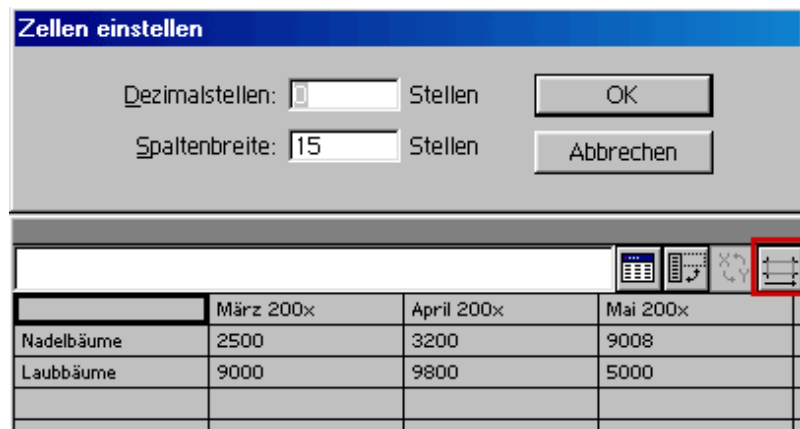 Zellen einstellen
Dezimalstellen: 0 Stellen OK
Spaltenbreite: 15 Stellen Abbrechen
X Y
März 200x April 200x Mai 200x
Nadelbäume 2500 3200 9008
Laubbäume 9000 9800 5000